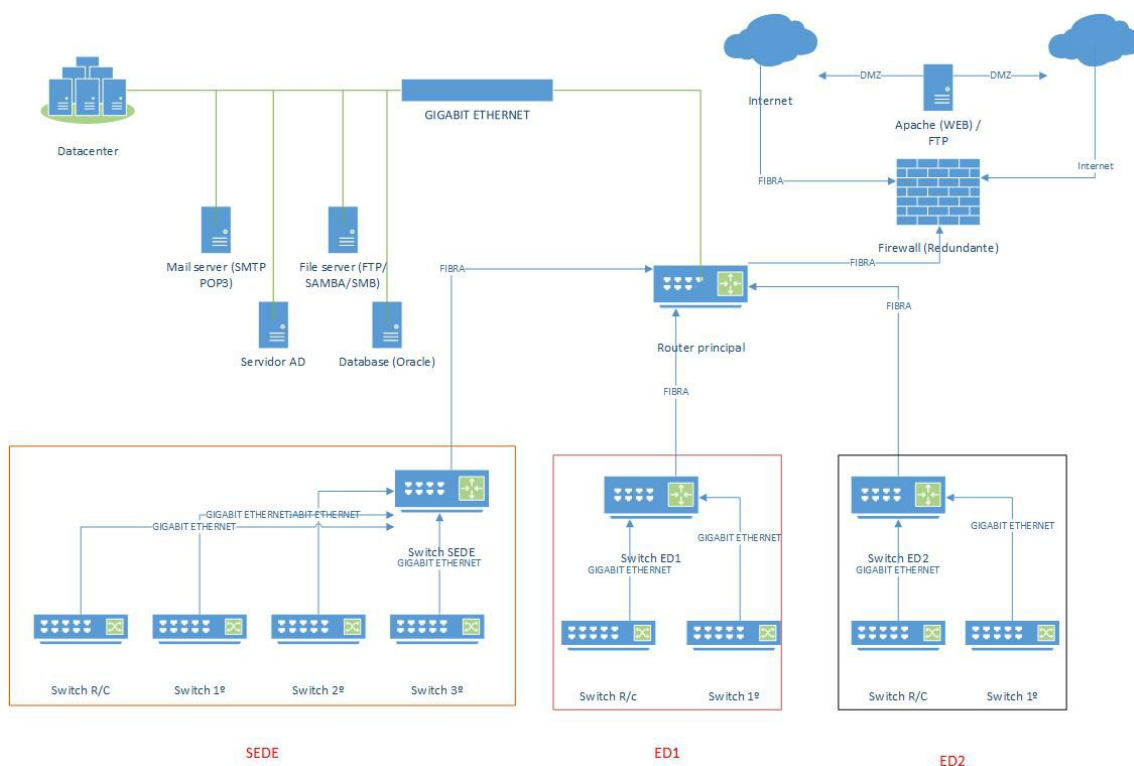 DMZ
DMZ
Internet
GIGABIT ETHERNET
Apache (WEB) /
FTP
Datacenter
Internet
FIBRA
Mail server (SMTP
POP3)
File server (FTP/
SAMBA/SMB)
Firewall (Redundante)
FIBRA
FIBRA
FIBRA
Router principal
Servidor AD
Database (Oracle)
FIBRA
GIGABIT ETHERNET
GIGABIT ETHERNET
ABIT ETHERNET
Switch SEDE
GIGABIT ETHERNET
Switch ED1
GIGABIT ETHERNET
GIGABIT ETHERNET
Switch ED2
GIGABIT ETHERNET
GIGABIT ETHERNET
Switch R/C
Switch 1º
Switch 2º
Switch 3º
Switch R/c
Switch 1º
Switch R/C
Switch 1º
SEDE
ED1
ED2